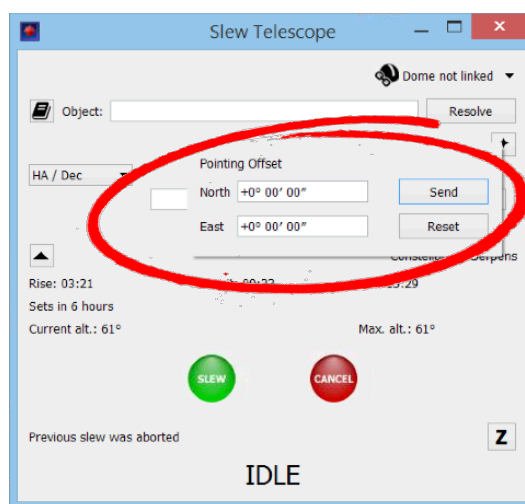 Slew Telescope
Dome not linked
Object:
Resolve
Pointing Offset
HA / Dec
North +0° 00' 00" Send
East +0° 00' 00" Reset
Rise: 03:21
Sets in 6 hours
Current alt.: 61° Max. alt.: 61°
SLEW CANCEL
Previous slew was aborted
Z
IDLE